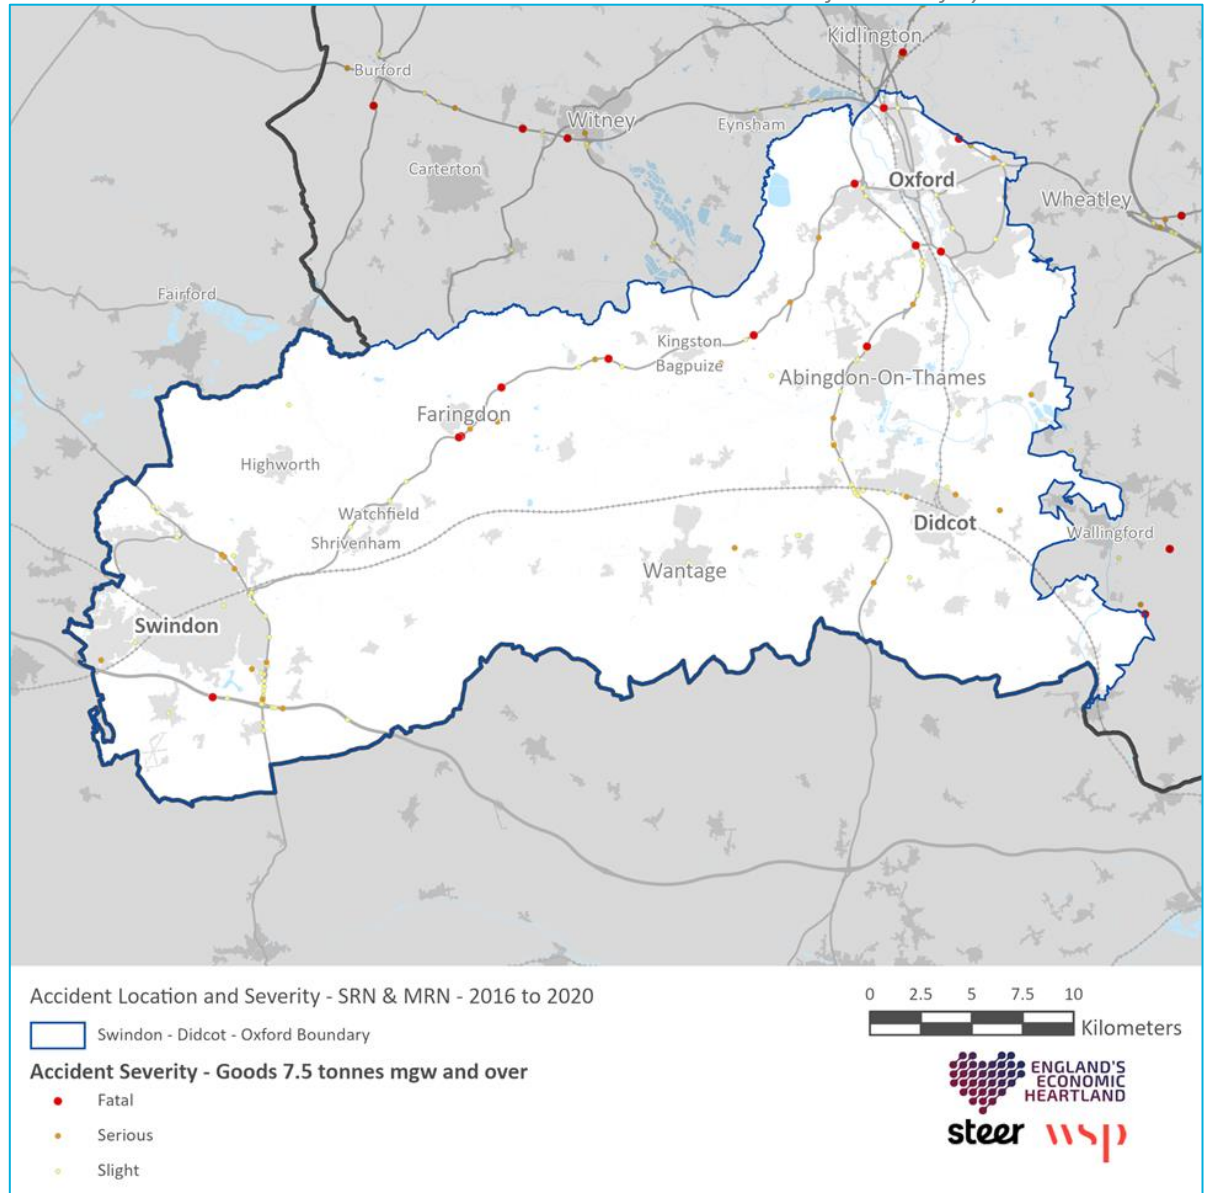 Kidlington
Burford
Witney
Eynsham
Carterton
Oxford
Wheatley
Fairford
Kingston
Bagpuize
Abingdon-On-Thames
Faringdon
Highworth
Watchfield
Shrivenham
Didcot
Wallingford
Wantage
Swindon
Accident Location and Severity - SRN & MRN - 2016 to 2020
Swindon - Didcot - Oxford Boundary
Accident Severity - Goods 7.5 tonnes mgw and over
Fatal
Serious
Slight
0 2.5 5 7.5 10
Kilometers
ENGLAND'S
ECONOMIC
HEARTLAND
steer wsp